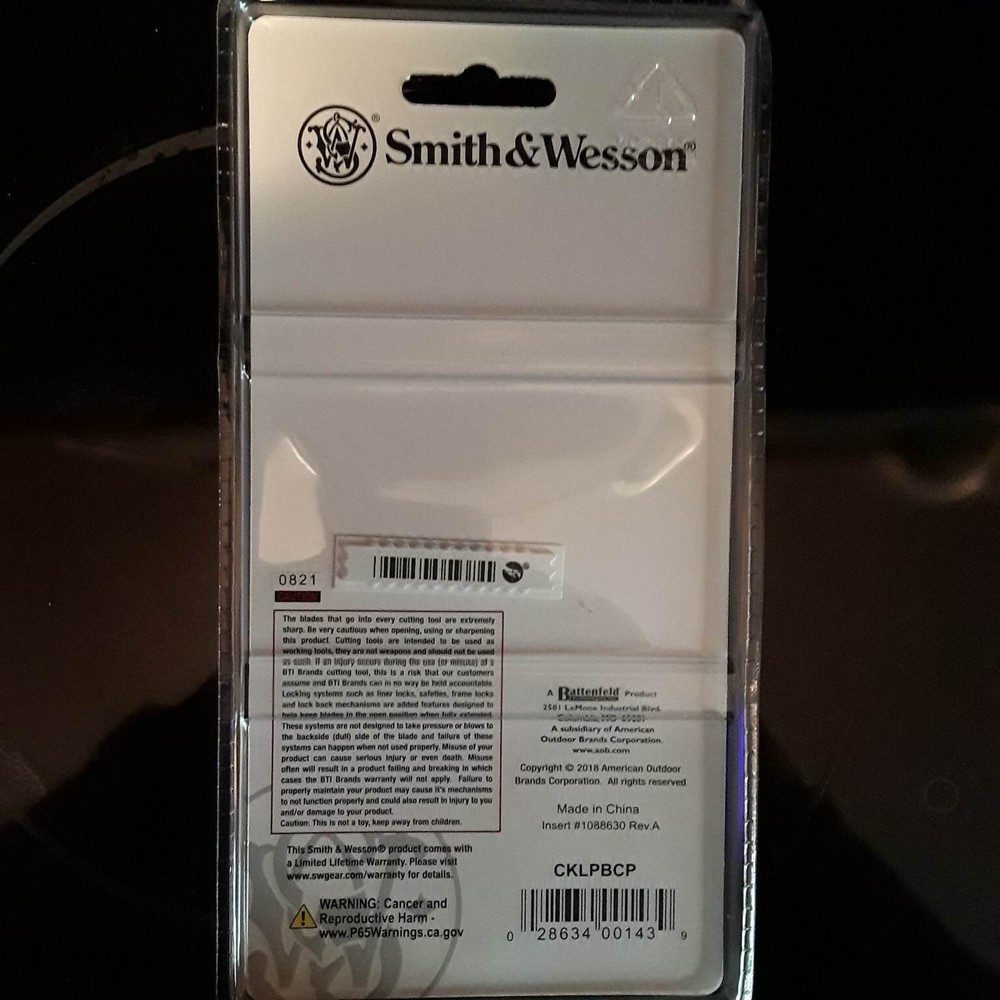 Smith & Wesson®
0821
CAUTION
The blades that go into every cutting tool are extremely
sharp. Be very cautious when opening, using or sharpening
this product. Cutting tools are intended to be used as
working tools, they are not weapons and should not be used
as such. If an injury occurs during the use (or misuse) of a
BTI Brands cutting tool, this is a risk that our customers
assume and BTI Brands can in no way be held accountable.
Locking systems such as liner locks, safeties, frame locks
and lock back mechanisms are added features designed to
help keep blades in the open position when fully extended.
These systems are not designed to take pressure or blows to
the backside (dull) side of the blade and failure of these
systems can happen when not used properly. Misuse of your
product can cause serious injury or even death. Misuse
often will result in a product failing and breaking in which
cases the BTI Brands warranty will not apply. Failure to
properly maintain your product may cause it's mechanisms
to not function properly and could also result in injury to you
and/or damage to your product.
Caution: This is not a toy, keep away from children.
This Smith & Wesson® product comes with
a Limited Lifetime Warranty. Please visit
www.swgear.com/warranty for details.
WARNING: Cancer and
Reproductive Harm -
www.P65Warnings.ca.gov
A Battenfeld Product
2501 LeMone Industrial Blvd.
Columbia, MO 65201
A subsidiary of American
Outdoor Brands Corporation.
www.aob.com
Copyright © 2018 American Outdoor
Brands Corporation. All rights reserved.
Made in China
Insert #1088630 Rev.A
CKLPBCP
0 28634 00143 9